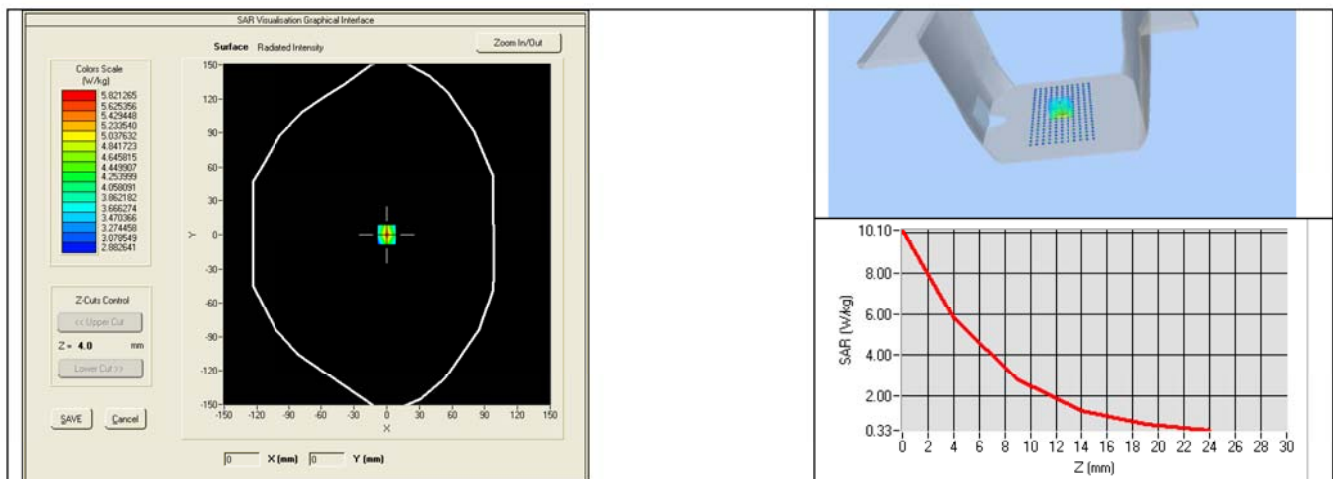 SAR Visualisation Graphical Interface
Surface Radiated Intensity
Zoom In/Out
Colors Scale
(W/kg)
5.821265
5.625356
5.429448
5.233540
5.037632
4.841723
4.645815
4.449907
4.253999
4.058091
3.862182
3.666274
3.470366
3.274458
3.078549
2.882641
Z-Cuts Control
<< Upper Cut
Z = 4.0 mm
Lower Cut >>
SAVE Cancel
150
120
90
60
30
0
-30
-60
-90
-120
-150
Y
-150 -120 -90 -60 -30 0 30 60 90 120 150
X
0 X (mm) 0 Y (mm)
10.10
8.00
6.00
4.00
2.00
0.33
SAR (W/kg)
0 2 4 6 8 10 12 14 16 18 20 22 24 26 28 30
Z (mm)